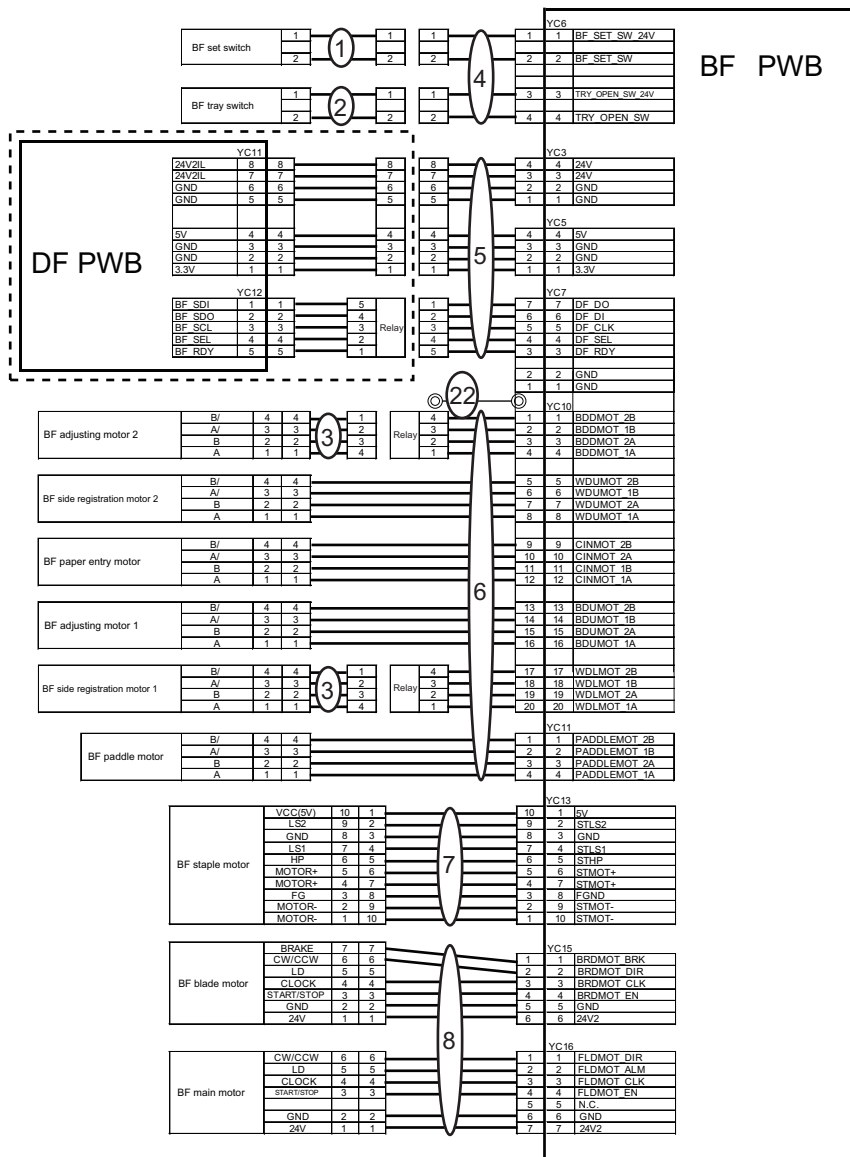 YC6
BF set switch 1 1 1 1 1 BF_SET_SW_24V
2 1 2 2 2 2 BF_SET_SW
BF PWB
4
BF tray switch 1 1 1 3 3 TRY_OPEN_SW_24V
2 2 2 2 4 4 TRY_OPEN_SW
YC11 YC3
24V2IL 8 8 8 8 4 4 24V
24V2IL 7 7 7 7 3 3 24V
GND 6 6 6 6 2 2 GND
GND 5 5 5 5 1 1 GND
YC5
5V 4 4 4 4 4 4 5V
GND 3 3 3 3 3 3 GND
GND 2 2 2 2 2 2 GND
3.3V 1 1 1 1 1 1 3.3V
DF PWB
5
YC12 YC7
BF_SDI 1 1 5 1 7 7 DF_DO
BF_SDO 2 2 4 2 6 6 DF_DI
BF_SCL 3 3 3 Relay 3 5 5 DF_CLK
BF_SEL 4 4 2 4 4 4 DF_SEL
BF_RDY 5 5 1 5 3 3 DF_RDY
2 2 GND
1 1 GND
22
YC10
B/ 4 4 1 4 1 1 BDDMOT_2B
A/ 3 3 2 3 2 2 BDDMOT_1B
BF adjusting motor 2 3 Relay
B 2 2 3 2 3 3 BDDMOT_2A
A 1 1 4 1 4 4 BDDMOT_1A
B/ 4 4 5 5 WDUMOT_2B
A/ 3 3 6 6 WDUMOT_1B
BF side registration motor 2
B 2 2 7 7 WDUMOT_2A
A 1 1 8 8 WDUMOT_1A
B/ 4 4 9 9 CINMOT_2B
A/ 3 3 10 10 CINMOT_2A
BF paper entry motor
B 2 2 11 11 CINMOT_1B
A 1 1 12 12 CINMOT_1A
6
B/ 4 4 13 13 BDUMOT_2B
A/ 3 3 14 14 BDUMOT_1B
BF adjusting motor 1
B 2 2 15 15 BDUMOT_2A
A 1 1 16 16 BDUMOT_1A
B/ 4 4 1 4 17 17 WDLMOT_2B
A/ 3 3 2 3 18 18 WDLMOT_1B
BF side registration motor 1 3 Relay
B 2 2 3 2 19 19 WDLMOT_2A
A 1 1 4 1 20 20 WDLMOT_1A
YC11
B/ 4 4 1 1 PADDLEMOT_2B
A/ 3 3 2 2 PADDLEMOT_1B
BF paddle motor
B 2 2 3 3 PADDLEMOT_2A
A 1 1 4 4 PADDLEMOT_1A
YC13
VCC(5V) 10 1 10 1 5V
LS2 9 2 9 2 STLS2
GND 8 3 8 3 GND
LS1 7 4 7 4 STLS1
HP 6 5 6 5 STHP
BF staple motor 7
MOTOR+ 5 6 5 6 STMOT+
MOTOR+ 4 7 4 7 STMOT+
FG 3 8 3 8 FGND
MOTOR- 2 9 2 9 STMOT-
MOTOR- 1 10 1 10 STMOT-
BRAKE 7 7 YC15
CW/CCW 6 6 1 1 BRDMOT_BRK
LD 5 5 2 2 BRDMOT_DIR
BF blade motor CLOCK 4 4 3 3 BRDMOT_CLK
START/STOP 3 3 4 4 BRDMOT_EN
GND 2 2 5 5 GND
24V 1 1 6 6 24V2
8
YC16
CW/CCW 6 6 1 1 FLDMOT_DIR
LD 5 5 2 2 FLDMOT_ALM
CLOCK 4 4 3 3 FLDMOT_CLK
BF main motor START/STOP 3 3 4 4 FLDMOT_EN
5 5 N.C.
GND 2 2 6 6 GND
24V 1 1 7 7 24V2